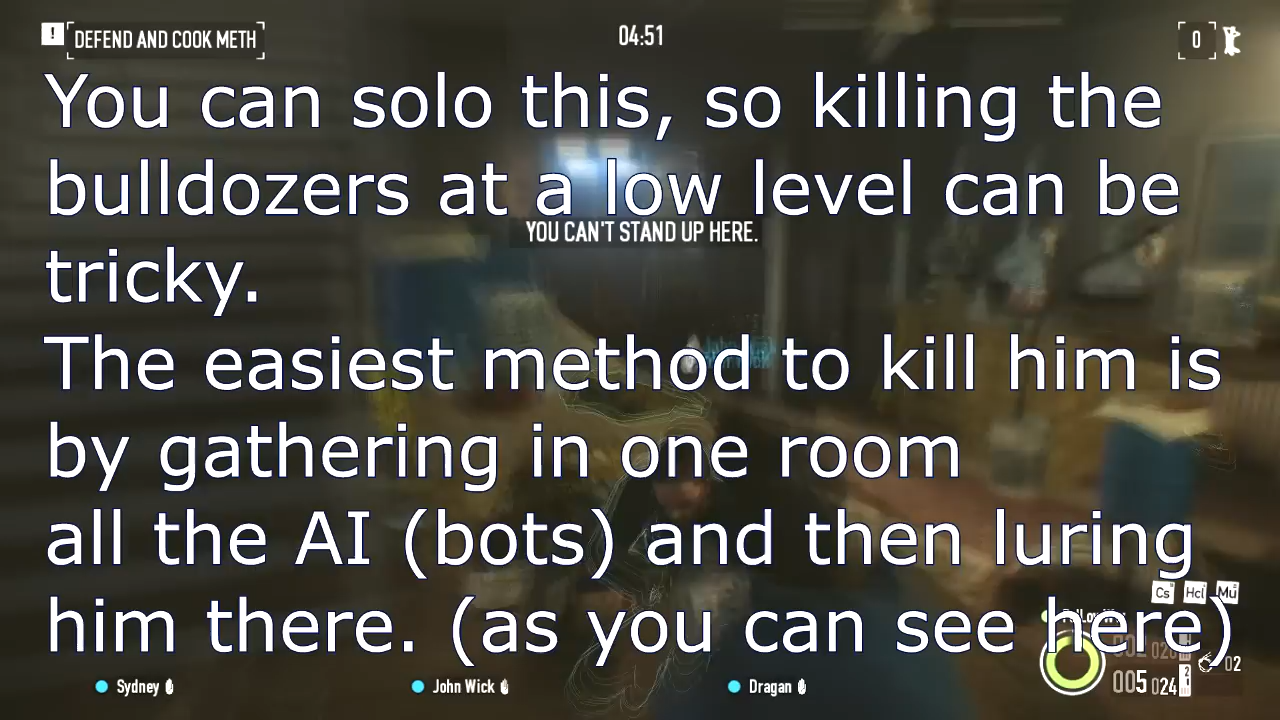 DEFEND AND COOK METH
04:51
0
You can solo this, so killing the
bulldozers at a low level can be
YOU CAN'T STAND UP HERE.
tricky.
The easiest method to kill him is
by gathering in one room
all the AI (bots) and then luring
him there. (as you can see here)
Cs Hcl Mu
02
005 024
Sydney
John Wick
Dragan